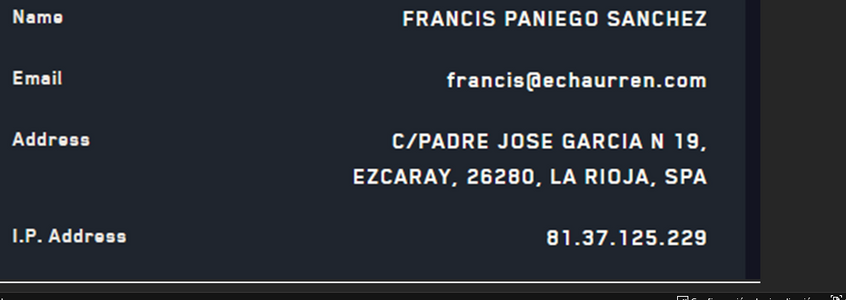 Name
FRANCIS PANIEGO SANCHEZ
Email
francis@echaurren.com
Address
C/PADRE JOSE GARCIA N 19,
EZCARAY, 26280, LA RIOJA, SPA
I.P. Address
81.37.125.229